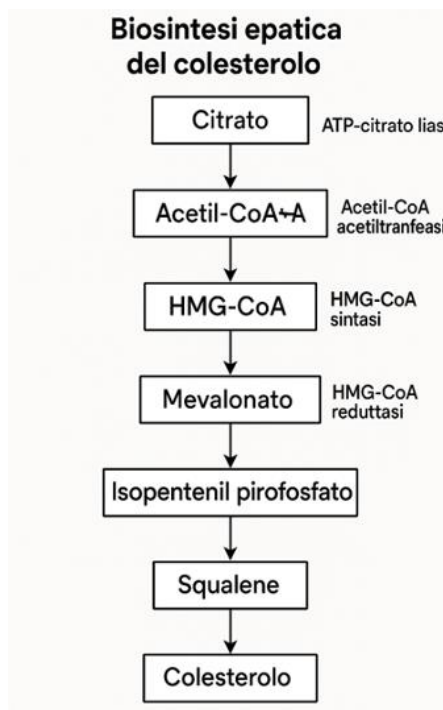 Biosintesi epatica
del colesterolo
Citrato
ATP-citrato lias
Acetil-CoA
Acetil-CoA
acetiltranfeasi
HMG-CoA
HMG-CoA
sintasi
Mevalonato
HMG-CoA
reduttasi
Isopentenil pirofosfato
Squalene
Colesterolo